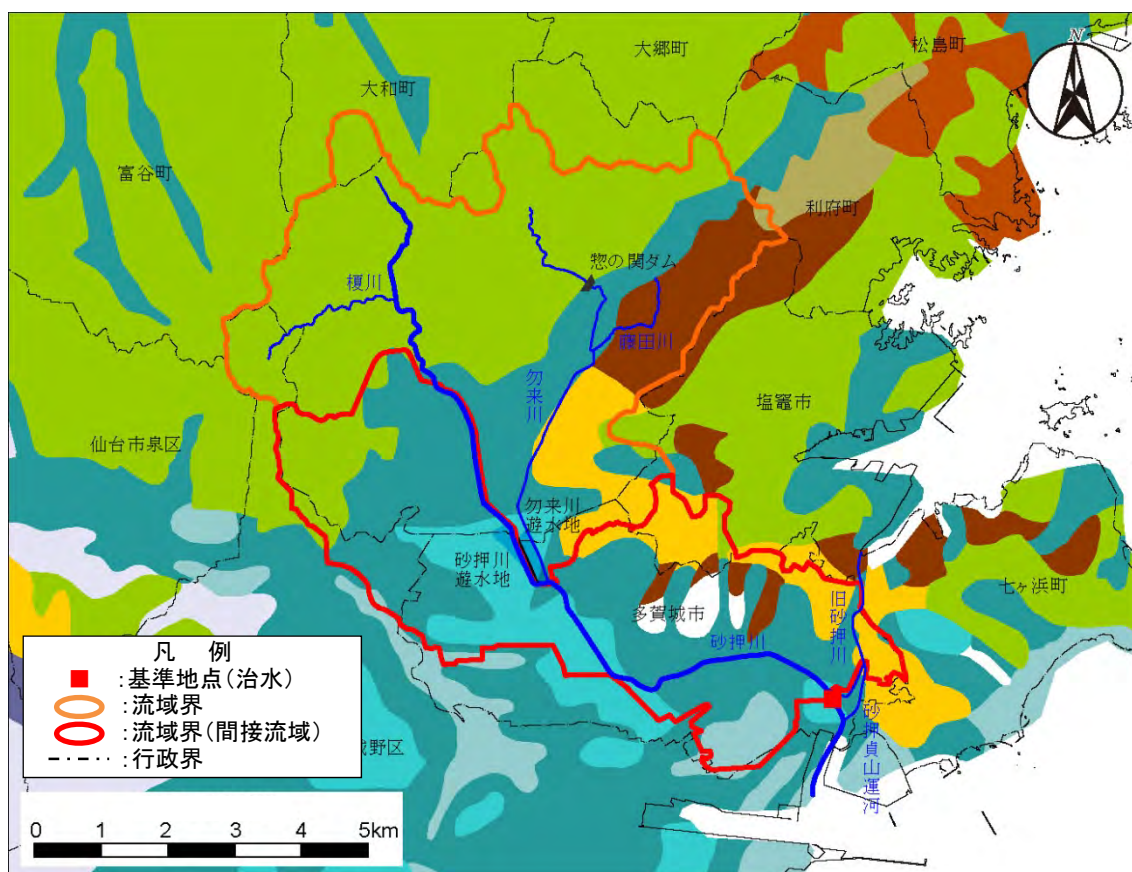 大郷町
松島町
N
大和町
富谷町
利府町
惣の関ダム
榎川
藤田川
勿来川
塩竈市
仙台市泉区
勿来川
遊水地
砂押川
遊水地
多賀城市
七ヶ浜町
旧砂押川
砂押川
砂押貞山運河
凡 例
:基準地点(治水)
:流域界
:流域界(間接流域)
:行政界
野区
0 1 2 3 4 5km